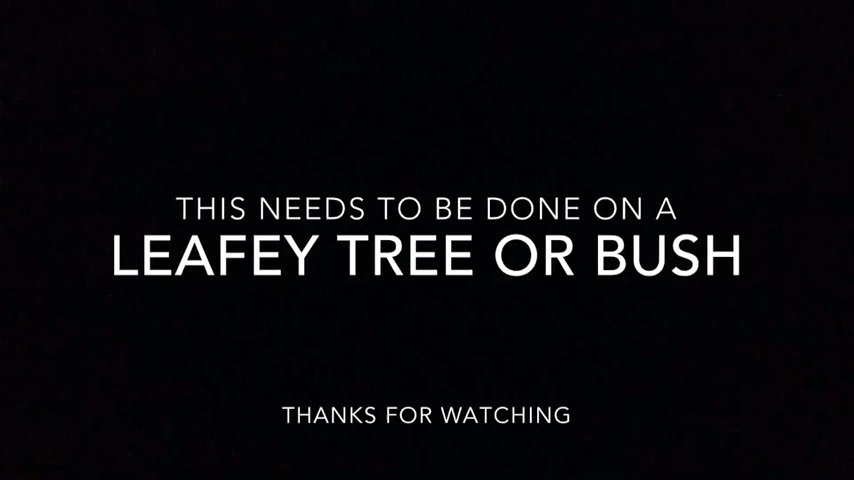 THIS NEEDS TO BE DONE ON A
LEAFEY TREE OR BUSH
THANKS FOR WATCHING